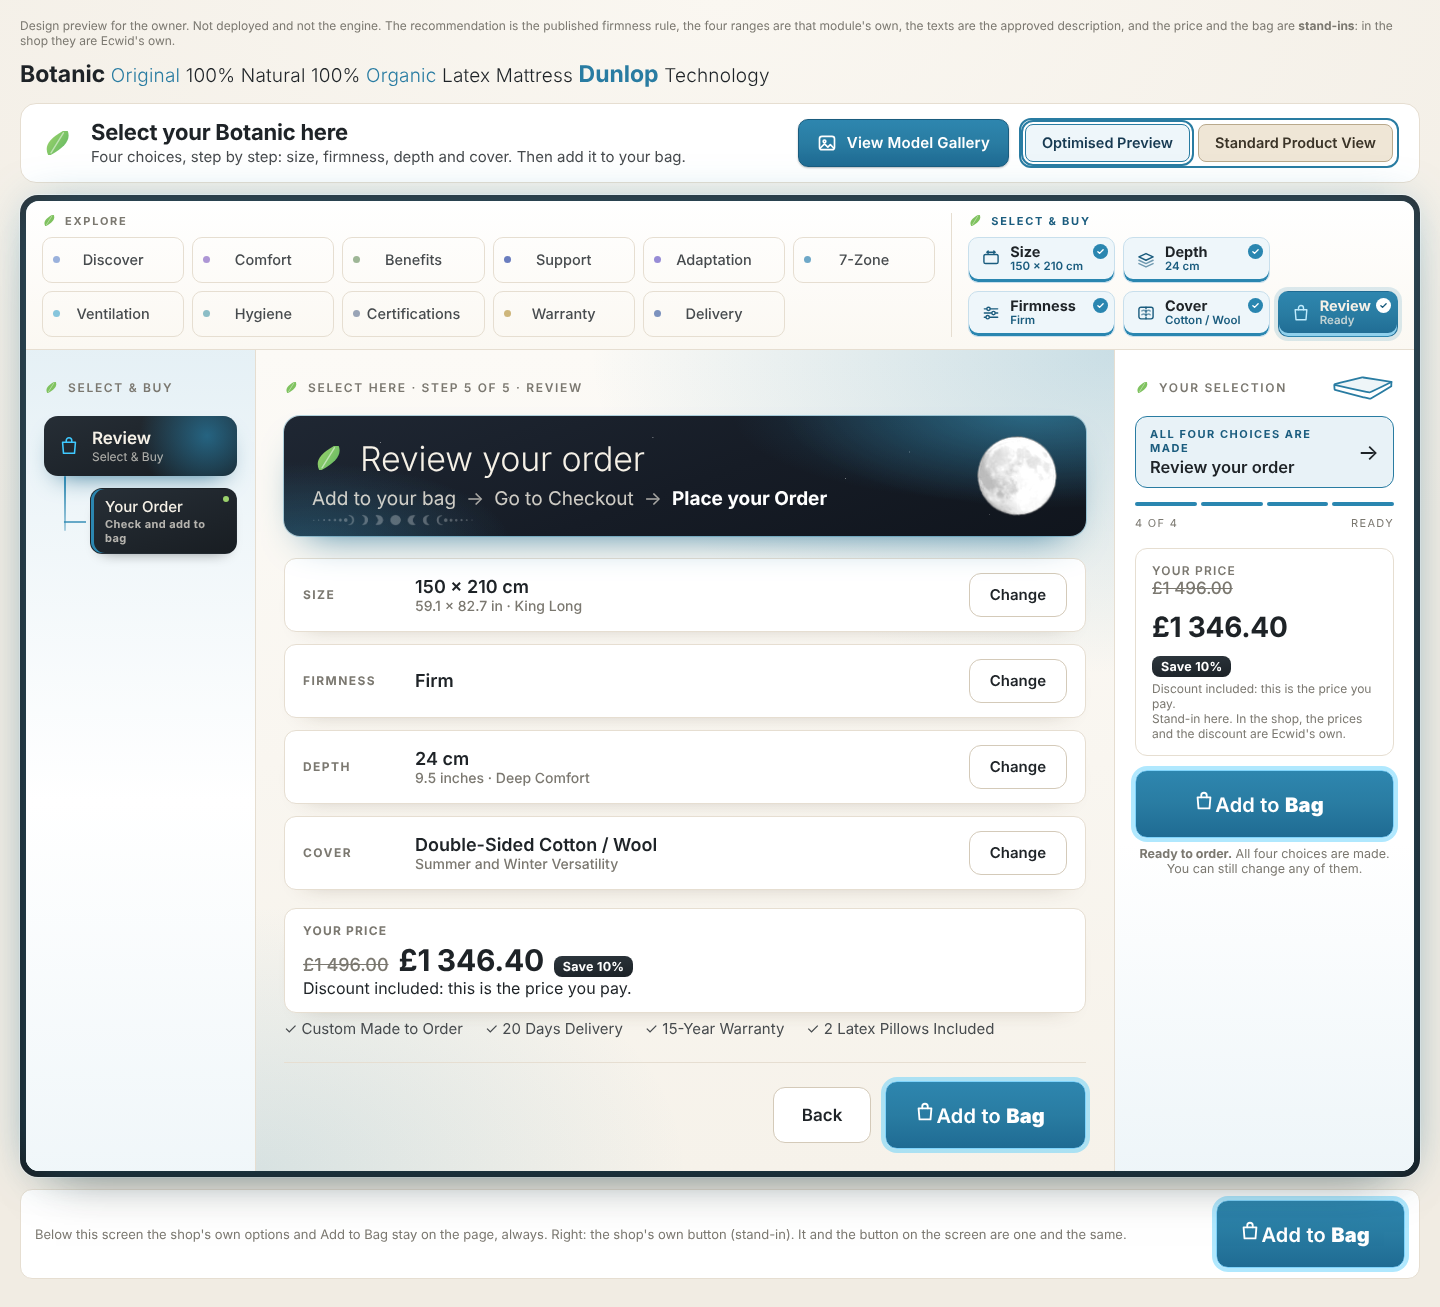 Design preview for the owner. Not deployed and not the engine. The recommendation is the published firmness rule, the four ranges are that module's own, the texts are the approved description, and the price and the bag are stand-ins: in the
shop they are Ecwid's own.
Botanic Original 100% Natural 100% Organic Latex Mattress Dunlop Technology
Select your Botanic here
Four choices, step by step: size, firmness, depth and cover. Then add it to your bag.
View Model Gallery
Optimised Preview
Standard Product View
EXPLORE
Discover
Comfort
Benefits
Support
Adaptation
7-Zone
Ventilation
Hygiene
Certifications
Warranty
Delivery
SELECT & BUY
Size
150 × 210 cm
Depth
24 cm
Firmness
Firm
Cover
Cotton / Wool
Review
Ready
SELECT & BUY
Review
Select & Buy
Your Order
Check and add to
bag
SELECT HERE · STEP 5 OF 5 · REVIEW
Review your order
Add to your bag → Go to Checkout → Place your Order
SIZE
150 × 210 cm
59.1 × 82.7 in · King Long
Change
FIRMNESS
Firm
Change
DEPTH
24 cm
9.5 inches · Deep Comfort
Change
COVER
Double-Sided Cotton / Wool
Summer and Winter Versatility
Change
YOUR PRICE
£1 496.00 £1 346.40 Save 10%
Discount included: this is the price you pay.
✓ Custom Made to Order ✓ 20 Days Delivery ✓ 15-Year Warranty ✓ 2 Latex Pillows Included
Back
Add to Bag
YOUR SELECTION
ALL FOUR CHOICES ARE
MADE
Review your order →
4 OF 4
READY
YOUR PRICE
£1 496.00
£1 346.40
Save 10%
Discount included: this is the price you
pay.
Stand-in here. In the shop, the prices
and the discount are Ecwid's own.
Add to Bag
Ready to order. All four choices are made.
You can still change any of them.
Below this screen the shop's own options and Add to Bag stay on the page, always. Right: the shop's own button (stand-in). It and the button on the screen are one and the same.
Add to Bag